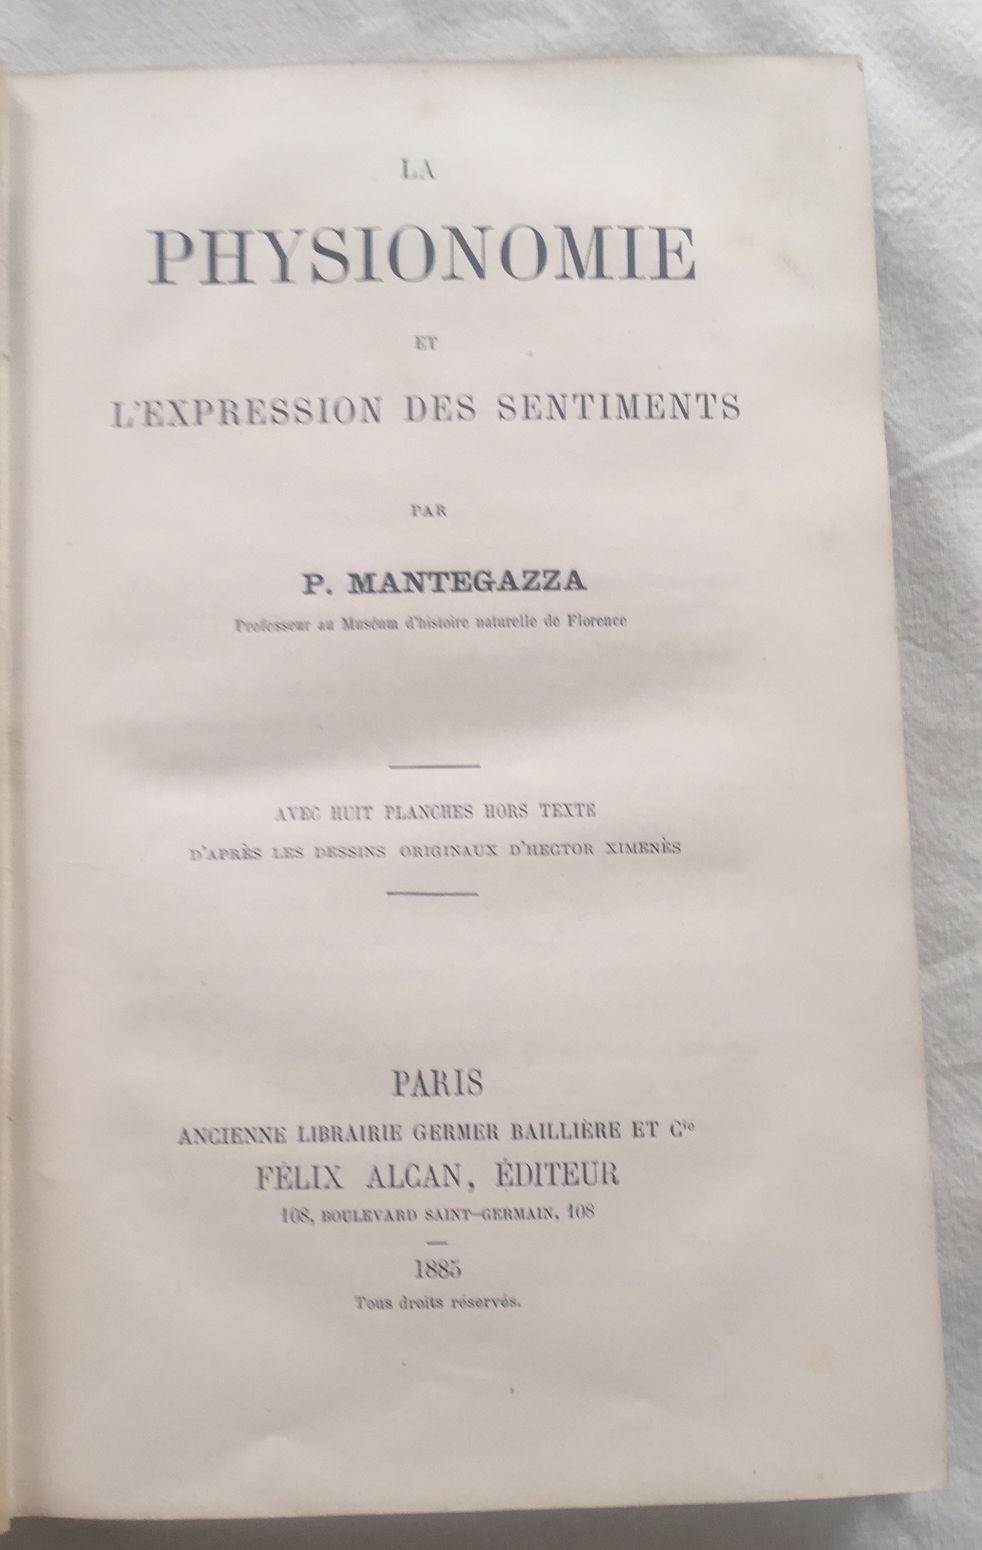 LA
PHYSIONOMIE
ET
L'EXPRESSION DES SENTIMENTS
PAR
P. MANTEGAZZA
Professeur au Muséum d'histoire naturelle de Florence
AVEC HUIT PLANCHES HORS TEXTE
D'APRÈS LES DESSINS ORIGINAUX D'HECTOR XIMENÈS
PARIS
ANCIENNE LIBRAIRIE GERMER BAILLIÈRE ET Cie
FÉLIX ALCAN, ÉDITEUR
108, BOULEVARD SAINT-GERMAIN, 108
1885
Tous droits réservés.